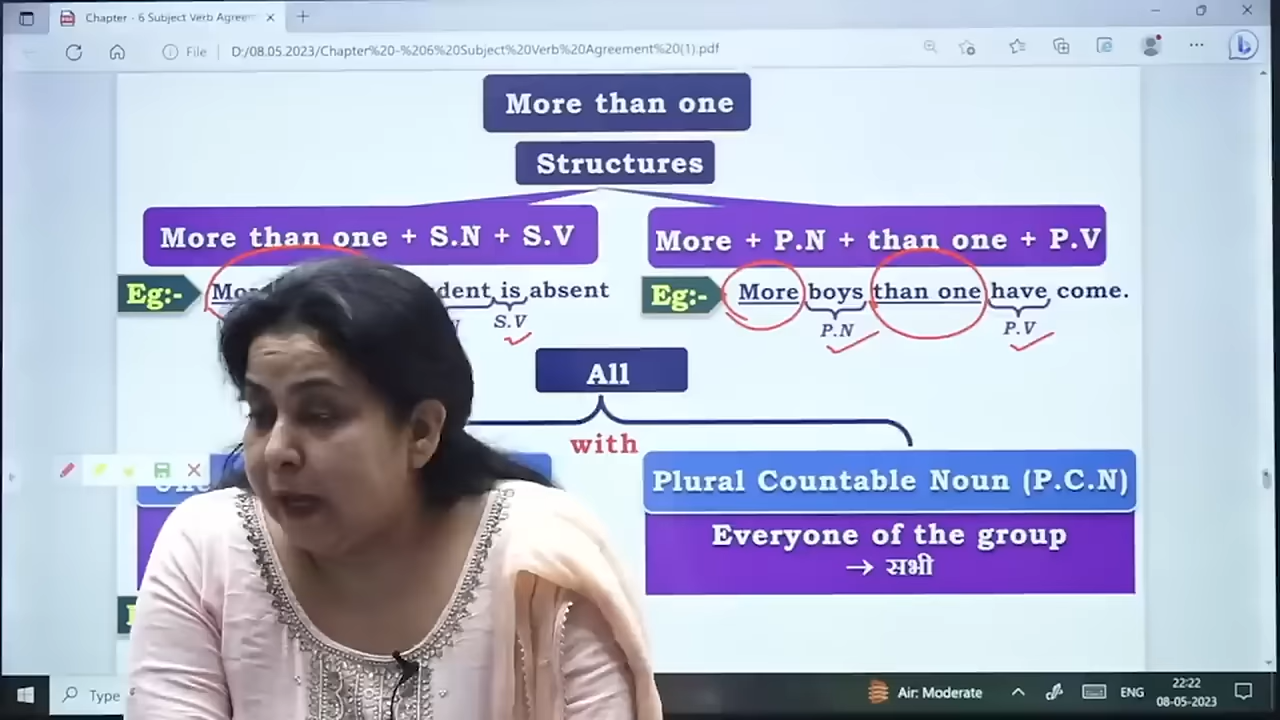 Chapter - 6 Subject Verb Agreem
File
D:/08.05.2023/Chapter%20-%206%20Subject%20Verb%20Agreement%20(1).pdf
More than one
Structures
More than one + S.N + S.V
More + P.N + than one + P.V
Eg:- is absent
S.V
Eg:- More boys than one have come.
P.N
P.V
All
with
Plural Countable Noun (P.C.N)
Everyone of the group
→ सभी
Type
Air: Moderate
ENG
22:22
08-05-2023